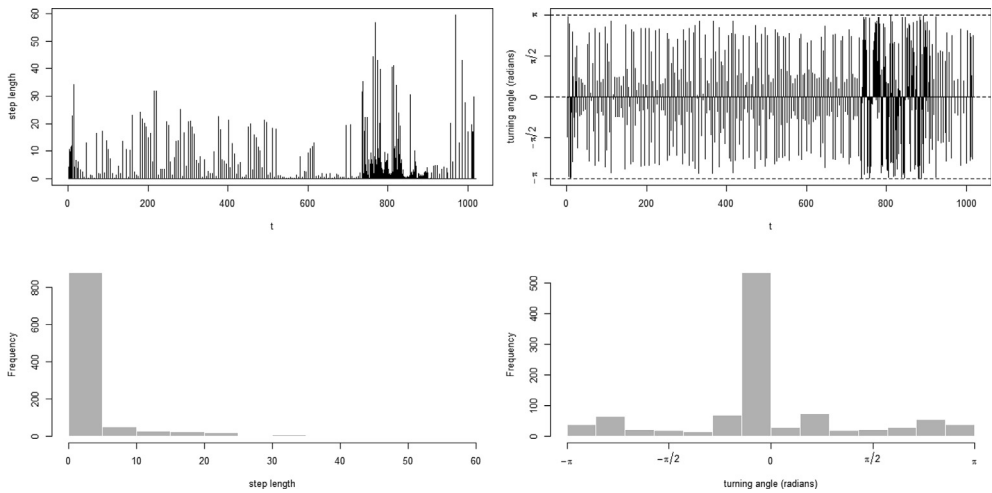 step length
0 10 20 30 40 50 60
0 200 400 600 800 1000
t
turning angle (radians)
−π −π/2 0 π/2 π
0 200 400 600 800 1000
t
Frequency
0 200 400 600 800
0 10 20 30 40 50 60
step length
Frequency
0 100 200 300 400 500
−π −π/2 0 π/2 π
turning angle (radians)